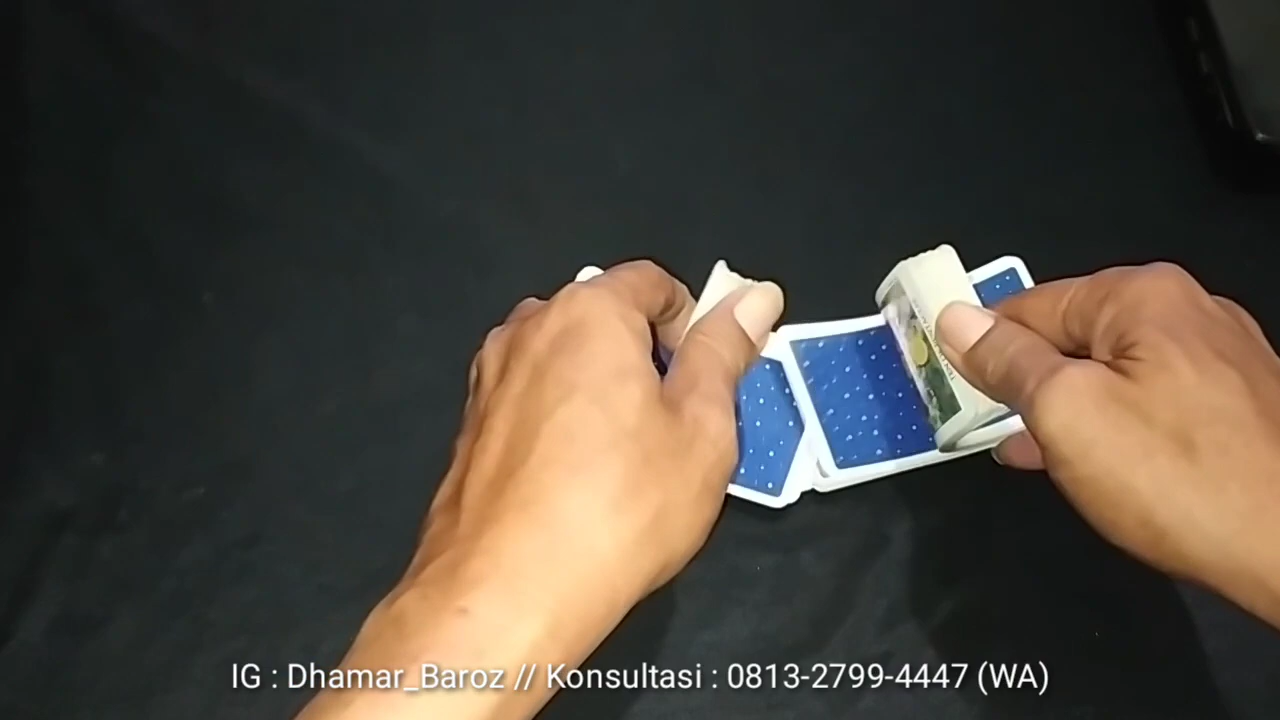 IG : Dhamar_Baroz // Konsultasi : 0813-2799-4447 (WA)